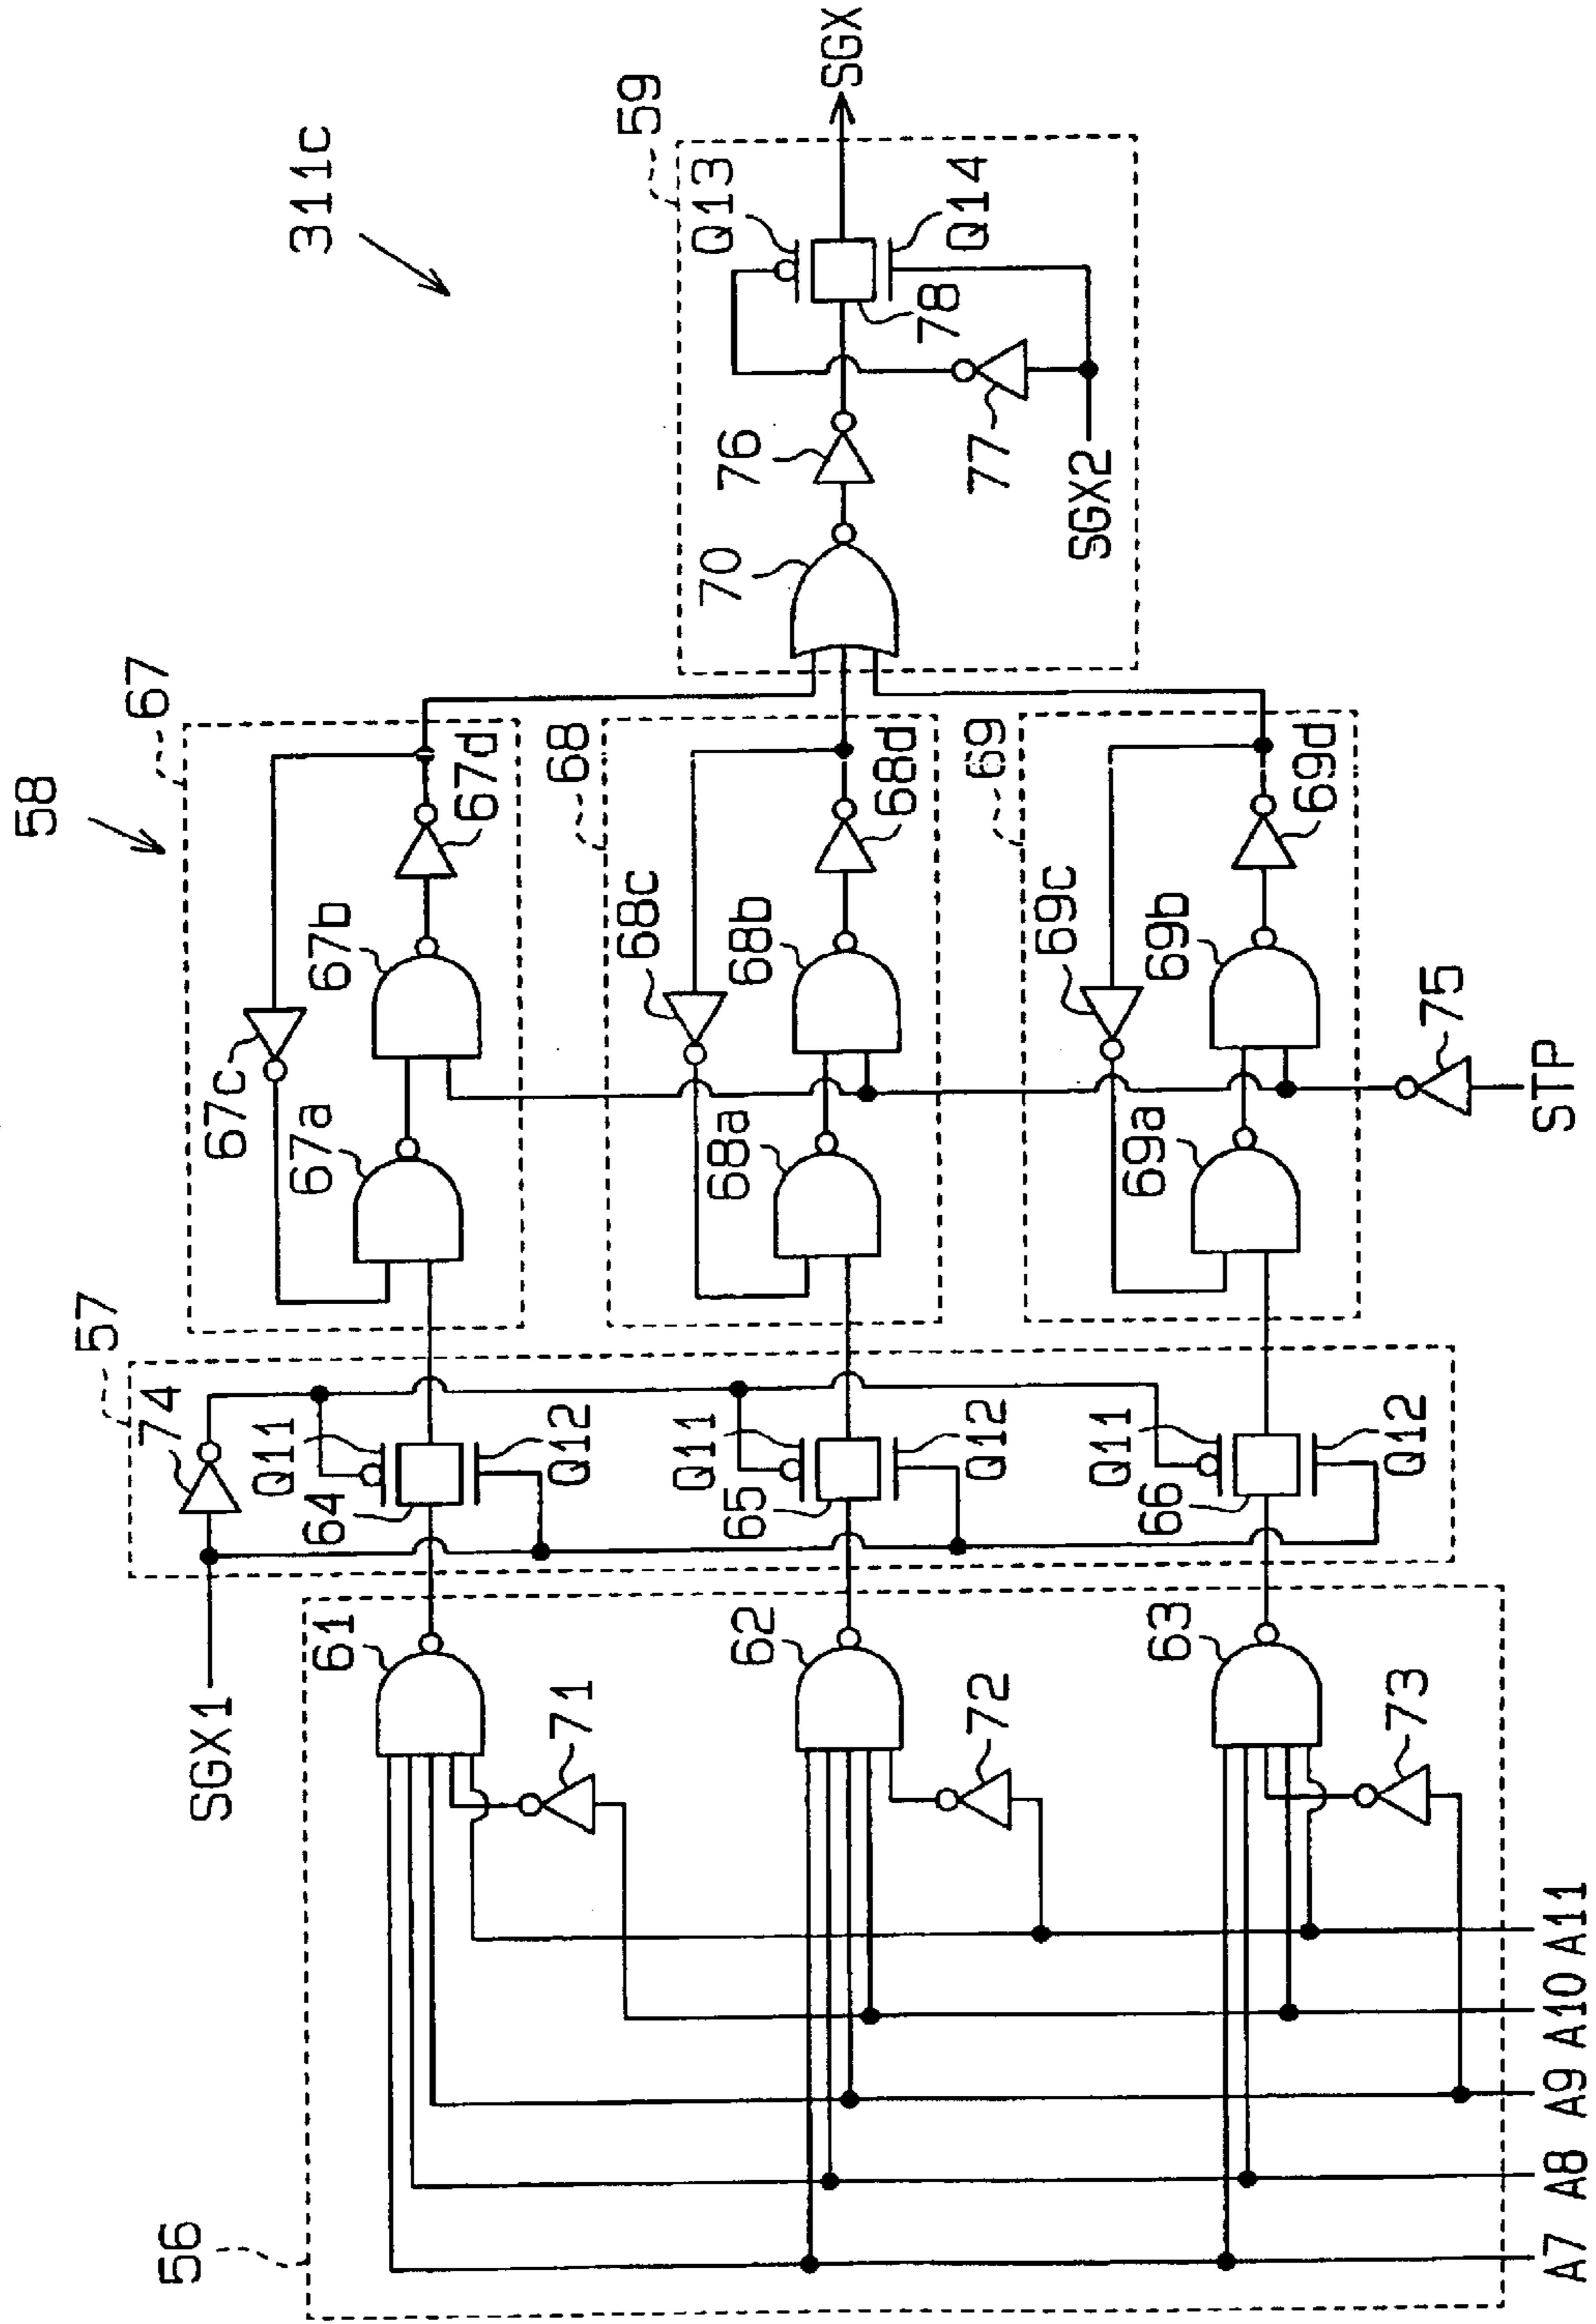 311c
58
67
59
57
67c
67d
Q13
SGX
74
67a
67b
SGX1
Q11
68
70
76
Q14
61
64
Q12
68c
68d
78
71
Q11
68a
68b
77
56
65
Q12
69
SGX2
62
69c
69d
72
Q11
69a
69b
63
66
Q12
75
73
STP
A7 A8 A9 A10 A11